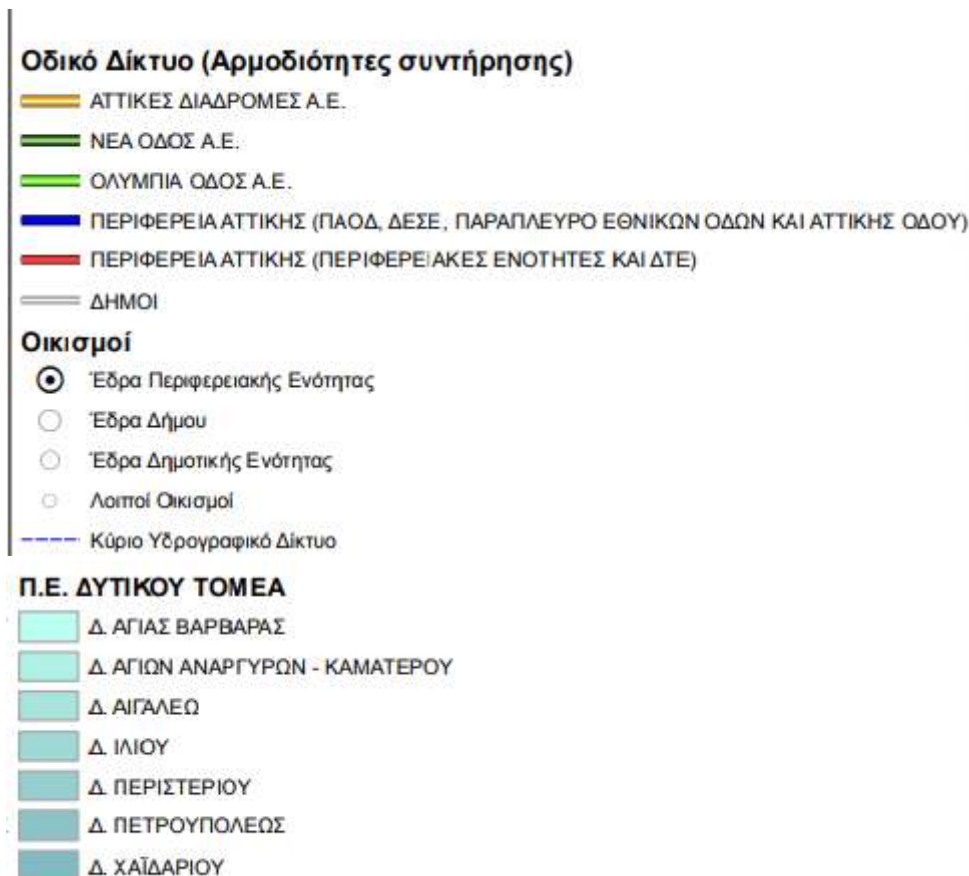 Οδικό Δίκτυο (Αρμοδιότητες συντήρησης)
ΑΤΤΙΚΕΣ ΔΙΑΔΡΟΜΕΣ Α.Ε.
ΝΕΑ ΟΔΟΣ Α.Ε.
ΟΛΥΜΠΙΑ ΟΔΟΣ Α.Ε.
ΠΕΡΙΦΕΡΕΙΑ ΑΤΤΙΚΗΣ (ΠΑΟΔ, ΔΕΣΕ, ΠΑΡΑΠΛΕΥΡΟ ΕΘΝΙΚΩΝ ΟΔΩΝ ΚΑΙ ΑΤΤΙΚΗΣ ΟΔΟΥ)
ΠΕΡΙΦΕΡΕΙΑ ΑΤΤΙΚΗΣ (ΠΕΡΙΦΕΡΕΙΑΚΕΣ ΕΝΟΤΗΤΕΣ ΚΑΙ ΔΤΕ)
ΔΗΜΟΙ
Οικισμοί
Έδρα Περιφερειακής Ενότητας
Έδρα Δήμου
Έδρα Δημοτικής Ενότητας
Λοιποί Οικισμοί
Κύριο Υδρογραφικό Δίκτυο
Π.Ε. ΔΥΤΙΚΟΥ ΤΟΜΕΑ
Δ. ΑΓΙΑΣ ΒΑΡΒΑΡΑΣ
Δ. ΑΓΙΩΝ ΑΝΑΡΓΥΡΩΝ - ΚΑΜΑΤΕΡΟΥ
Δ. ΑΙΓΑΛΕΩ
Δ. ΙΛΙΟΥ
Δ. ΠΕΡΙΣΤΕΡΙΟΥ
Δ. ΠΕΤΡΟΥΠΟΛΕΩΣ
Δ. ΧΑΪΔΑΡΙΟΥ